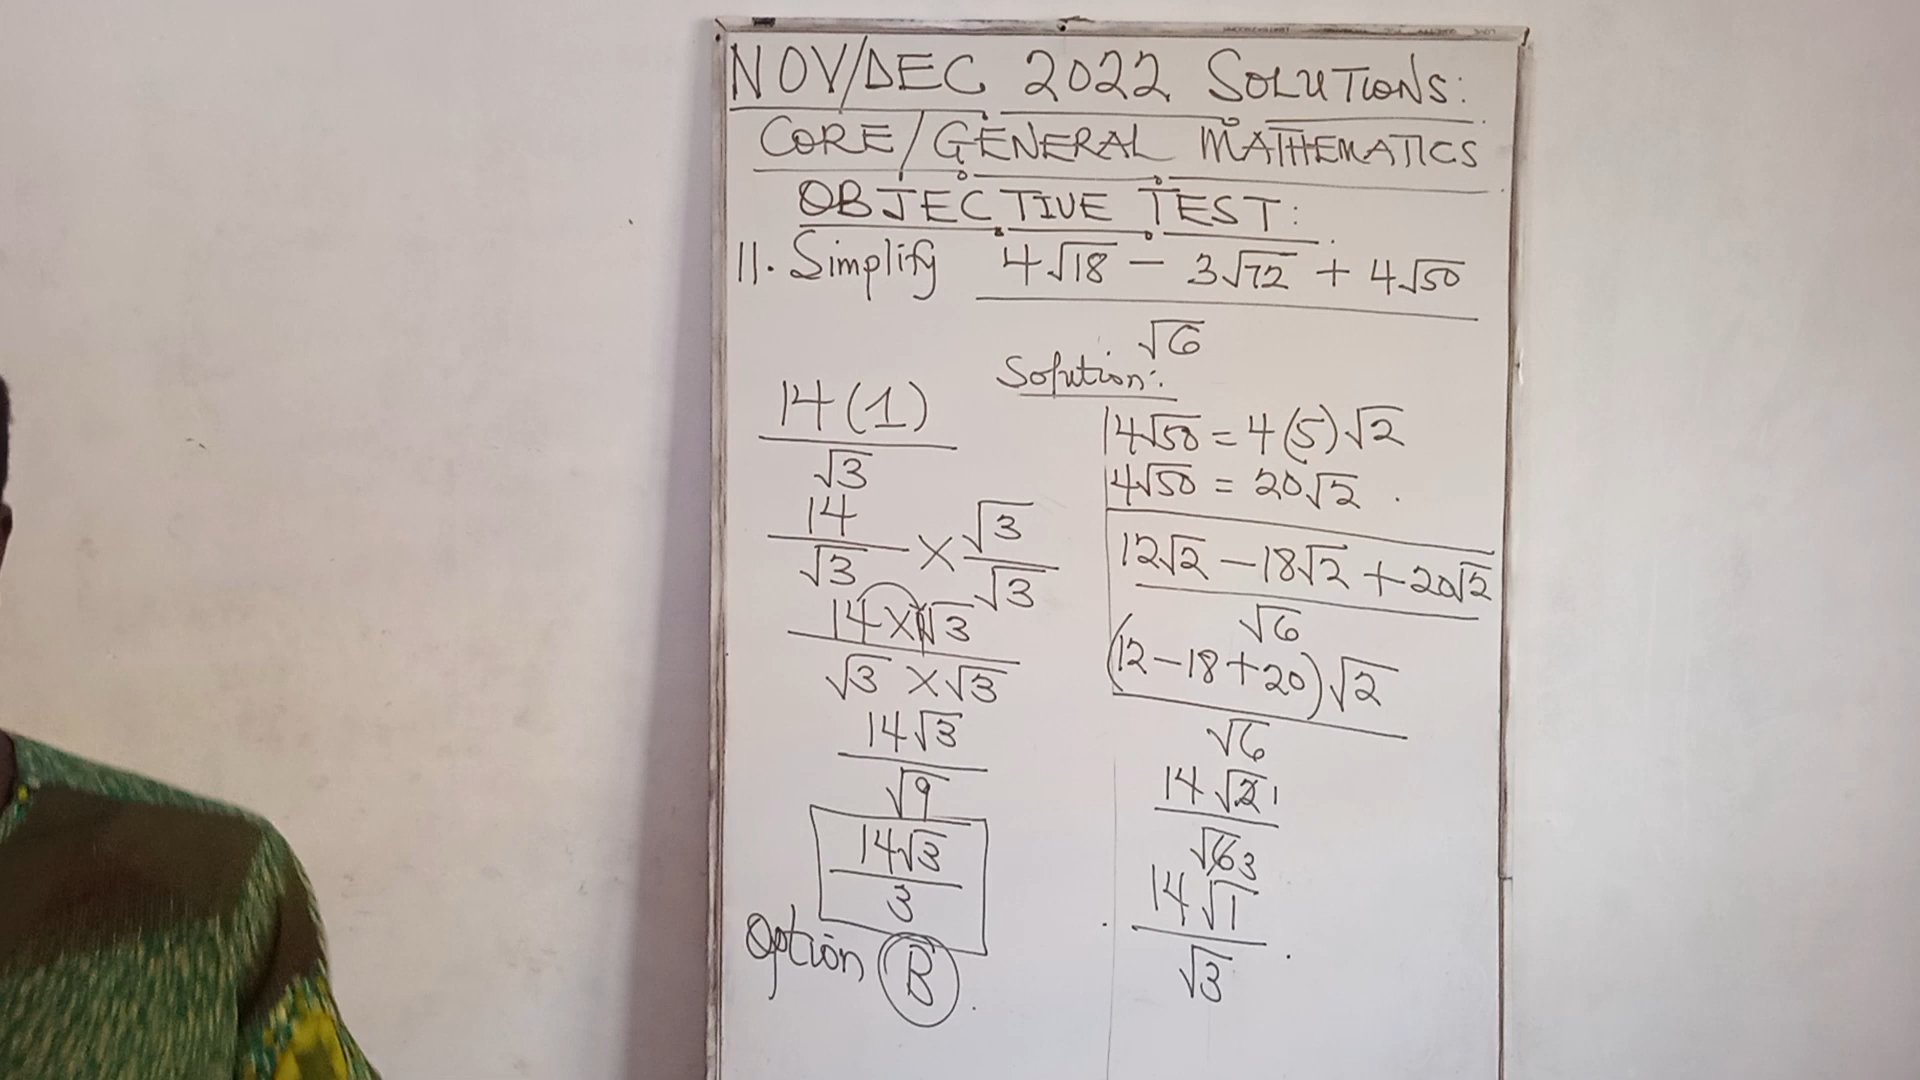 NOV/DEC 2022 SOLUTIONS:
CORE/GENERAL MATHEMATICS
OBJECTIVE TEST:
11. Simplify 4√18 - 3√72 + 4√50
√6
Solution:
4√50 = 4(5)√2
4√50 = 20√2.
12√2 - 18√2 + 20√2
√6
(12-18+20)√2
√6
14√2 1
√6 3
14√1
√3
14(1)
√3
14 × √3
√3 √3
14×√3
√3×√3
14√3
√9
14√3
3
Option B.